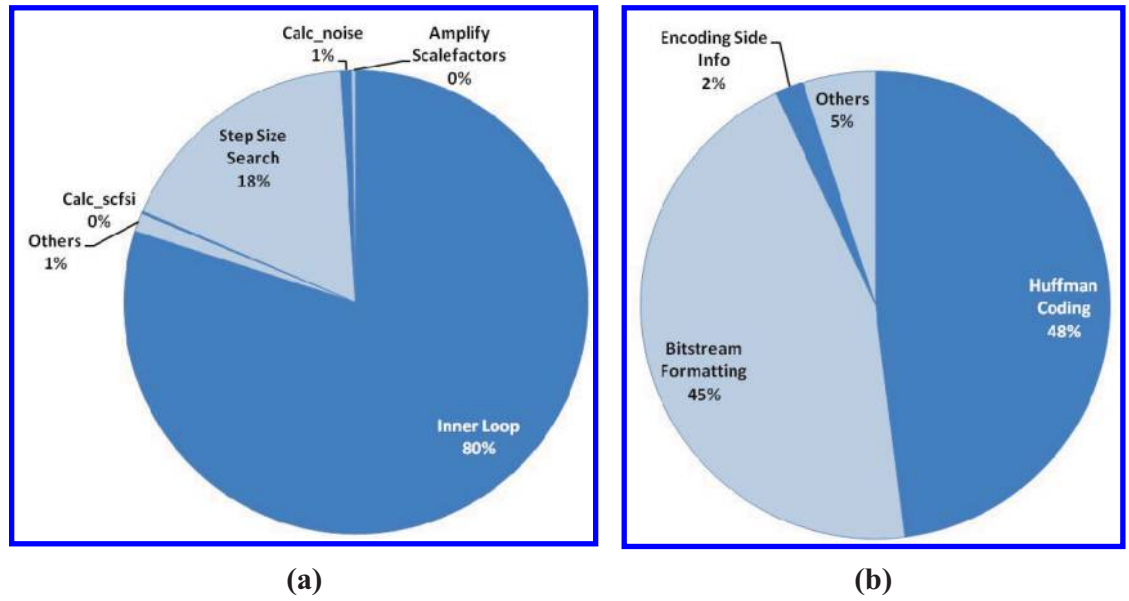 Calc_noise
1%
Amplify
Scalefactors
0%
Step Size
Search
18%
Calc_scfsi
0%
Others
1%
Inner Loop
80%
Encoding Side
Info
2%
Others
5%
Huffman
Coding
48%
Bitstream
Formatting
45%
(a)
(b)